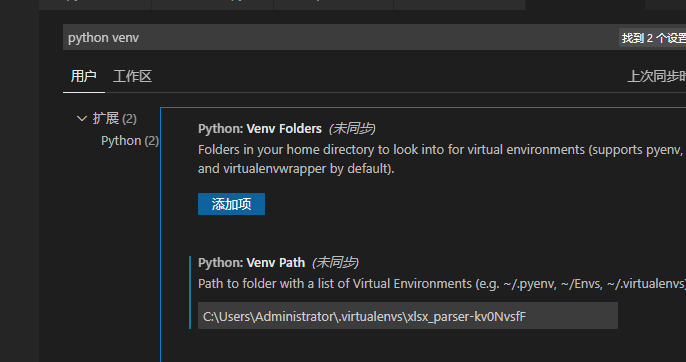 python venv
找到 2 个设置
用户
工作区
上次同步时
扩展 (2)
Python (2)
Python: Venv Folders (未同步)
Folders in your home directory to look into for virtual environments (supports pyenv,
and virtualenvwrapper by default).
添加项
Python: Venv Path (未同步)
Path to folder with a list of Virtual Environments (e.g. ~/.pyenv, ~/Envs, ~/.virtualenvs)
C:\Users\Administrator\.virtualenvs\xlsx_parser-kv0NvsfF